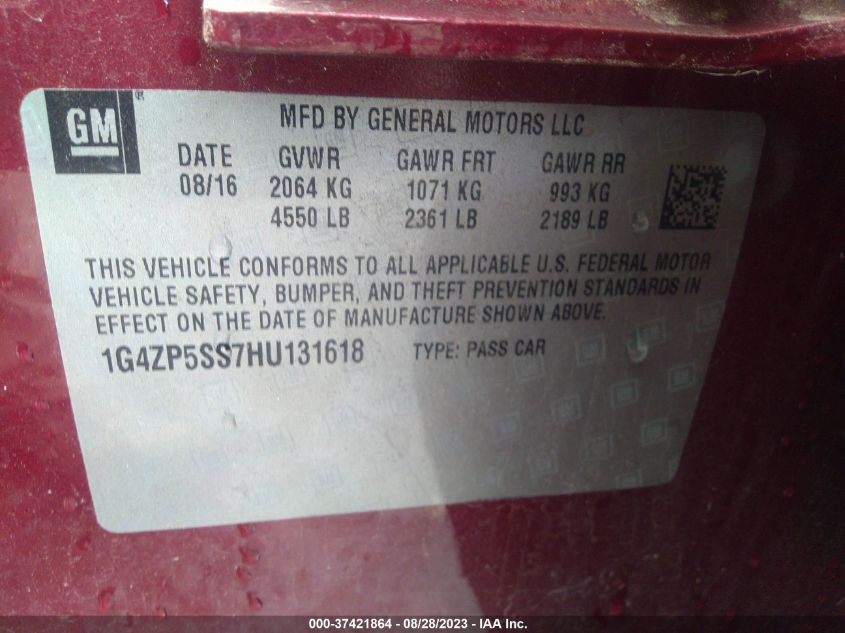 GM ®
MFD BY GENERAL MOTORS LLC
DATE GVWR GAWR FRT GAWR RR
08/16 2064 KG 1071 KG 993 KG
4550 LB 2361 LB 2189 LB
THIS VEHICLE CONFORMS TO ALL APPLICABLE U.S. FEDERAL MOTOR
VEHICLE SAFETY, BUMPER, AND THEFT PREVENTION STANDARDS IN
EFFECT ON THE DATE OF MANUFACTURE SHOWN ABOVE.
1G4ZP5SS7HU131618 TYPE: PASS CAR
000-37421864 - 08/28/2023 - IAA Inc.